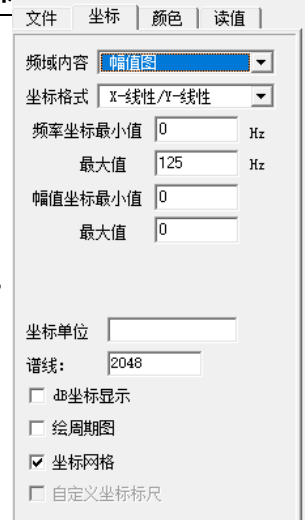 文件 坐标 颜色 读值
频域内容 幅值图
坐标格式 X-线性/Y-线性
频率坐标最小值 0 Hz
最大值 125 Hz
幅值坐标最小值 0
最大值 0
坐标单位
谱线: 2048
dB坐标显示
绘周期图
坐标网格
自定义坐标标尺